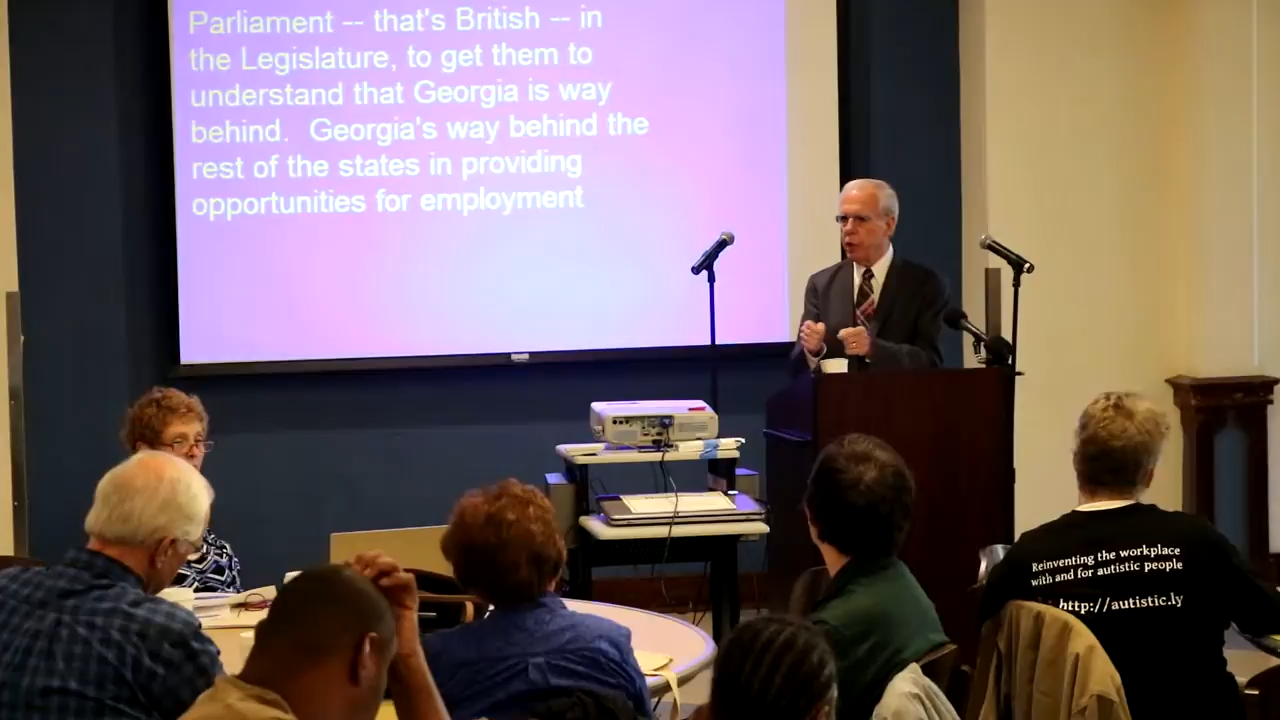 Parliament -- that's British -- in
the Legislature, to get them to
understand that Georgia is way
behind.  Georgia's way behind the
rest of the states in providing
opportunities for employment
Reinventing the workplace
with and for autistic people
http://autistic.ly